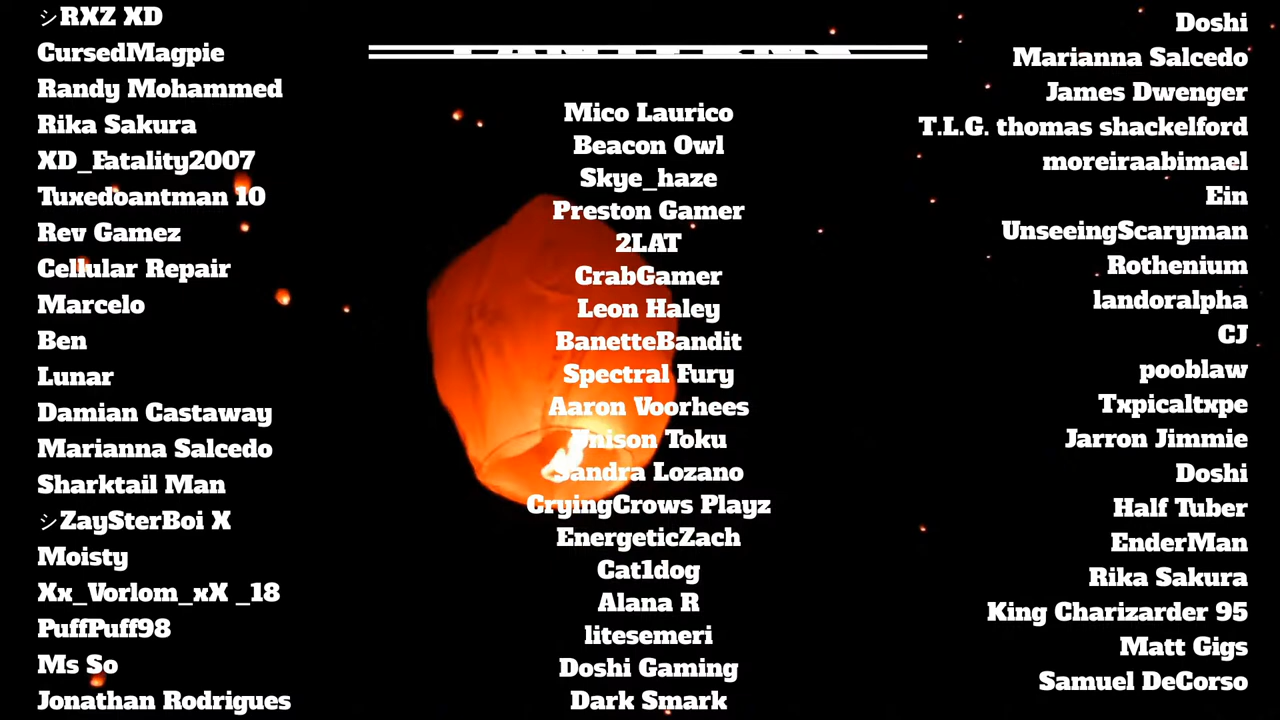 シRXZ XD
CursedMagpie
Randy Mohammed
Rika Sakura
XD_Fatality2007
Tuxedoantman 10
Rev Gamez
Cellular Repair
Marcelo
Ben
Lunar
Damian Castaway
Marianna Salcedo
Sharktail Man
シZaySterBoi X
Moisty
Xx_Vorlom_xX _18
PuffPuff98
Ms So
Jonathan Rodrigues
Mico Laurico
Beacon Owl
Skye_haze
Preston Gamer
2LAT
CrabGamer
Leon Haley
BanetteBandit
Spectral Fury
Aaron Voorhees
Unison Toku
Sandra Lozano
CryingCrows Playz
EnergeticZach
Cat1dog
Alana R
litesemeri
Doshi Gaming
Dark Smark
Doshi
Marianna Salcedo
James Dwenger
T.L.G. thomas shackelford
moreiraabimael
Ein
UnseeingScaryman
Rothenium
landoralpha
CJ
pooblaw
Txpicaltxpe
Jarron Jimmie
Doshi
Half Tuber
EnderMan
Rika Sakura
King Charizarder 95
Matt Gigs
Samuel DeCorso